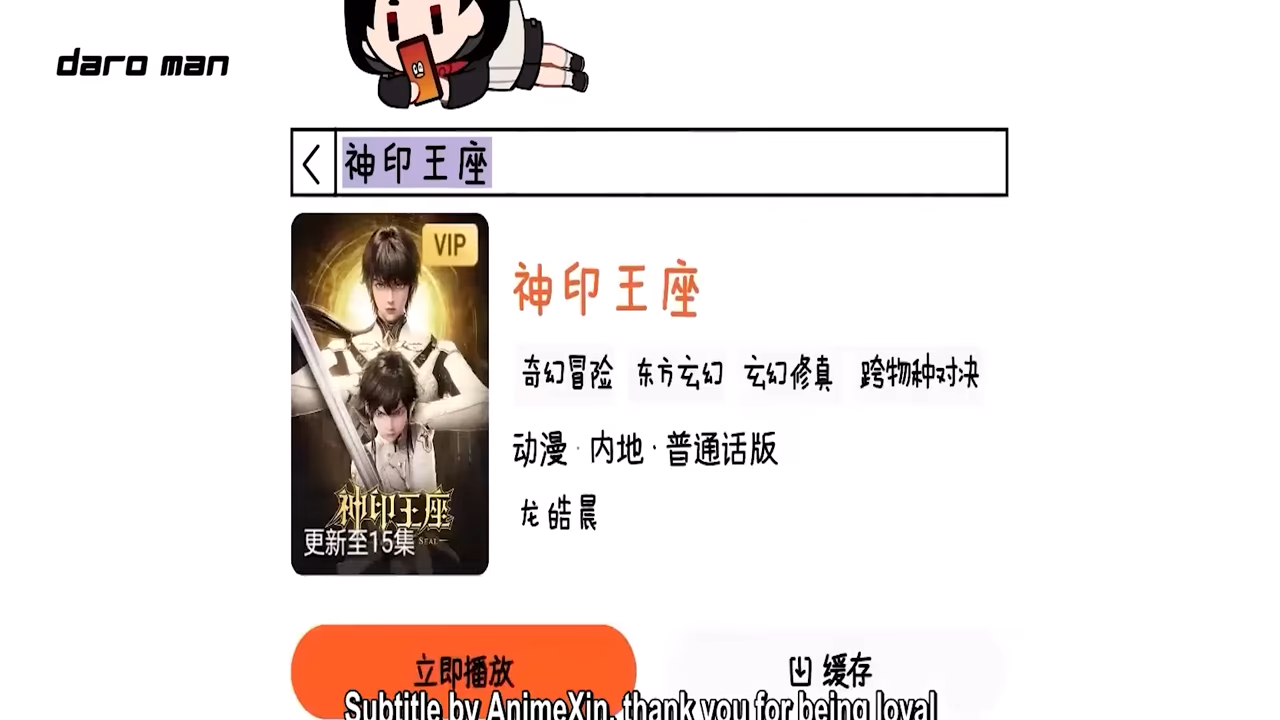 daro man
神印王座
VIP
神印王座
奇幻冒险 东方玄幻 玄幻修真 跨物种对决
动漫·内地·普通话版
龙皓晨
神印王座
SEAL
更新至15集
立即播放
缓存
Subtitle by AnimeXin, thank you for being loyal